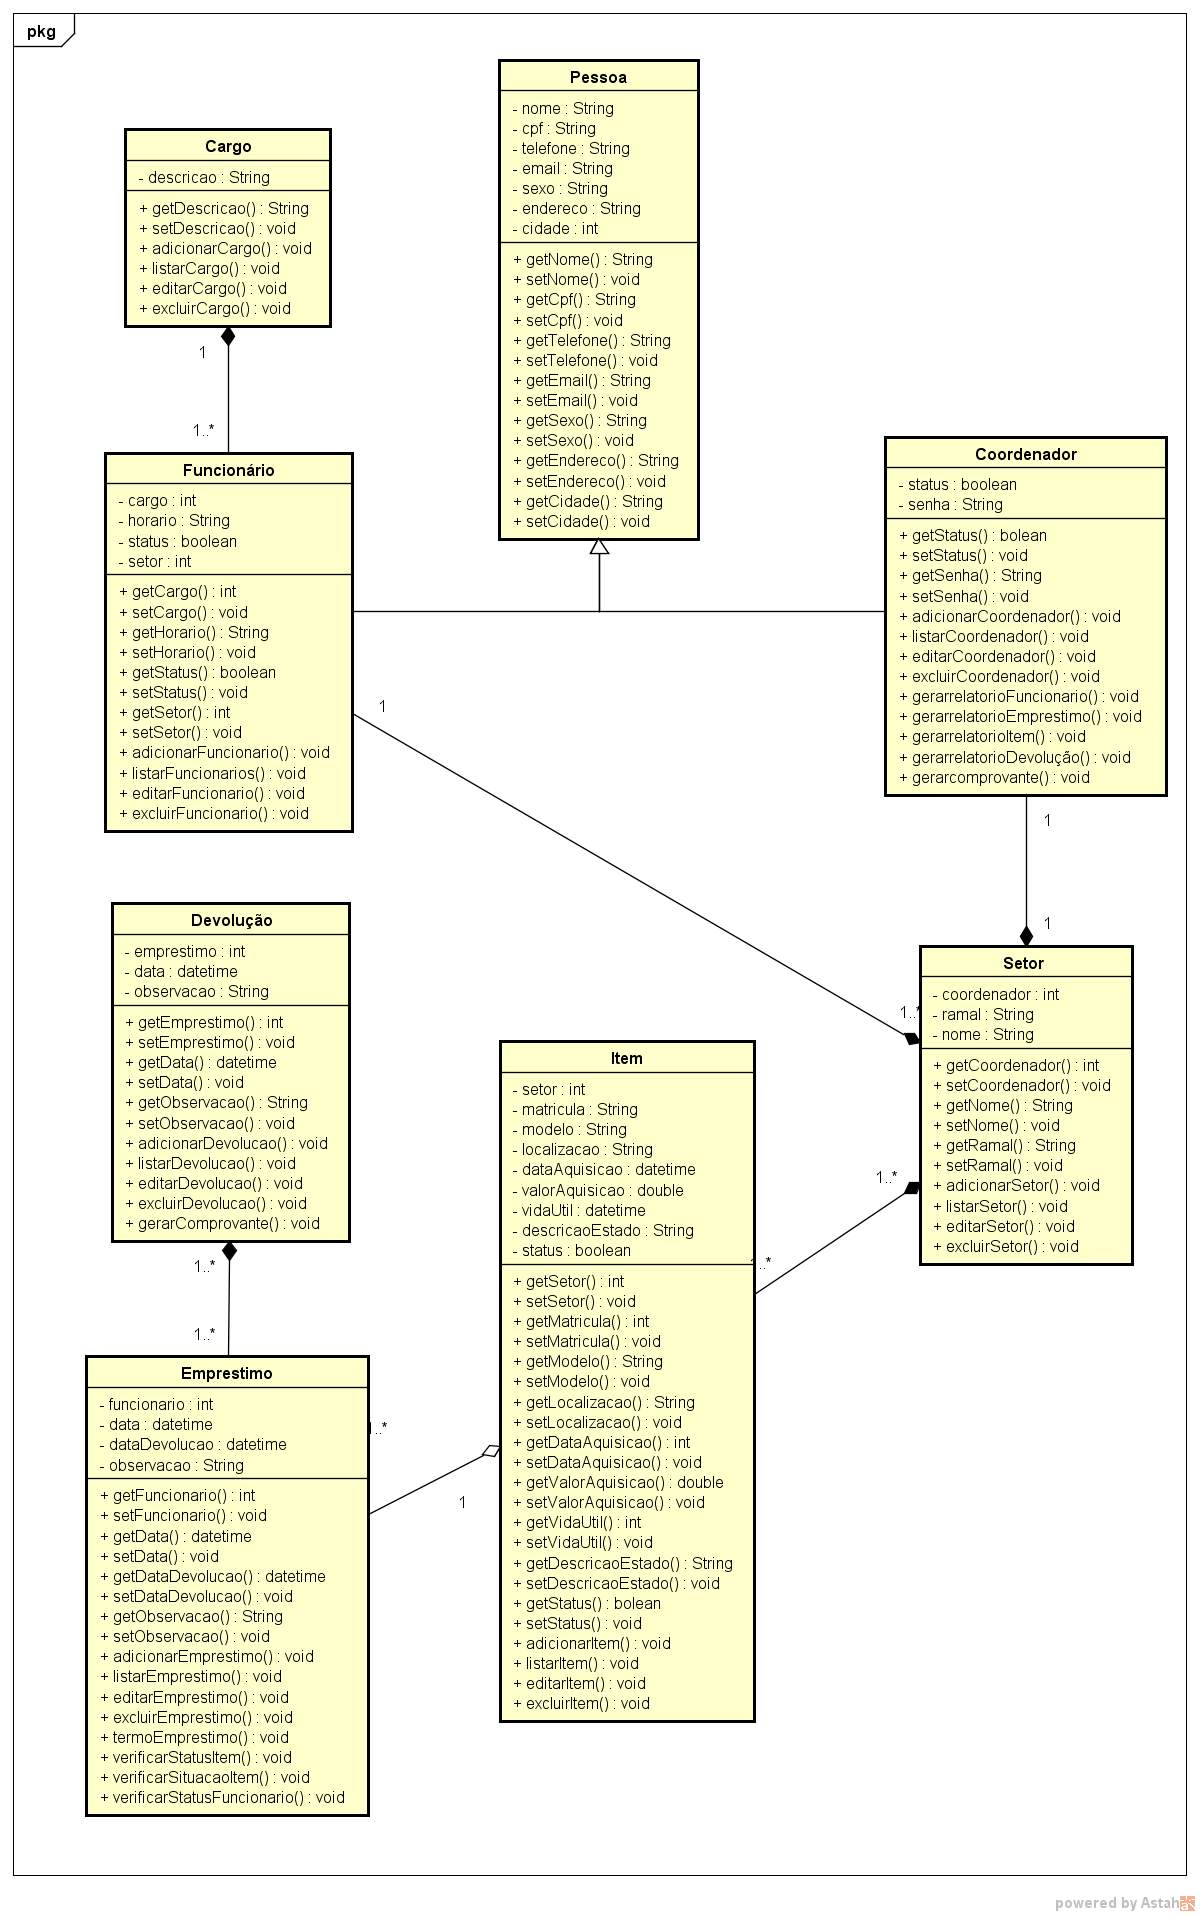 pkg
Pessoa
- nome : String
- cpf : String
- telefone : String
- email : String
- sexo : String
- endereco : String
- cidade : int
+ getNome() : String
+ setNome() : void
+ getCpf() : String
+ setCpf() : void
+ getTelefone() : String
+ setTelefone() : void
+ getEmail() : String
+ setEmail() : void
+ getSexo() : String
+ setSexo() : void
+ getEndereco() : String
+ setEndereco() : void
+ getCidade() : String
+ setCidade() : void
Cargo
- descricao : String
+ getDescricao() : String
+ setDescricao() : void
+ adicionarCargo() : void
+ listarCargo() : void
+ editarCargo() : void
+ excluirCargo() : void
1
1..*
Funcionário
- cargo : int
- horario : String
- status : boolean
- setor : int
+ getCargo() : int
+ setCargo() : void
+ getHorario() : String
+ setHorario() : void
+ getStatus() : boolean
+ setStatus() : void
+ getSetor() : int
+ setSetor() : void
+ adicionarFuncionario() : void
+ listarFuncionarios() : void
+ editarFuncionario() : void
+ excluirFuncionario() : void
1
Coordenador
- status : boolean
- senha : String
+ getStatus() : bolean
+ setStatus() : void
+ getSenha() : String
+ setSenha() : void
+ adicionarCoordenador() : void
+ listarCoordenador() : void
+ editarCoordenador() : void
+ excluirCoordenador() : void
+ gerarrelatorioFuncionario() : void
+ gerarrelatorioEmprestimo() : void
+ gerarrelatorioItem() : void
+ gerarrelatorioDevolução() : void
+ gerarcomprovante() : void
1
1
1..*
Setor
- coordenador : int
- ramal : String
- nome : String
+ getCoordenador() : int
+ setCoordenador() : void
+ getNome() : String
+ setNome() : void
+ getRamal() : String
+ setRamal() : void
+ adicionarSetor() : void
+ listarSetor() : void
+ editarSetor() : void
+ excluirSetor() : void
1..*
1..*
Devolução
- emprestimo : int
- data : datetime
- observacao : String
+ getEmprestimo() : int
+ setEmprestimo() : void
+ getData() : datetime
+ setData() : void
+ getObservacao() : String
+ setObservacao() : void
+ adicionarDevolucao() : void
+ listarDevolucao() : void
+ editarDevolucao() : void
+ excluirDevolucao() : void
+ gerarComprovante() : void
1..*
1..*
Item
- setor : int
- matricula : String
- modelo : String
- localizacao : String
- dataAquisicao : datetime
- valorAquisicao : double
- vidaUtil : datetime
- descricaoEstado : String
- status : boolean
+ getSetor() : int
+ setSetor() : void
+ getMatricula() : int
+ setMatricula() : void
+ getModelo() : String
+ setModelo() : void
+ getLocalizacao() : String
+ setLocalizacao() : void
+ getDataAquisicao() : int
+ setDataAquisicao() : void
+ getValorAquisicao() : double
+ setValorAquisicao() : void
+ getVidaUtil() : int
+ setVidaUtil() : void
+ getDescricaoEstado() : String
+ setDescricaoEstado() : void
+ getStatus() : bolean
+ setStatus() : void
+ adicionarItem() : void
+ listarItem() : void
+ editarItem() : void
+ excluirItem() : void
Emprestimo
- funcionario : int
- data : datetime
- dataDevolucao : datetime
- observacao : String
+ getFuncionario() : int
+ setFuncionario() : void
+ getData() : datetime
+ setData() : void
+ getDataDevolucao() : datetime
+ setDataDevolucao() : void
+ getObservacao() : String
+ setObservacao() : void
+ adicionarEmprestimo() : void
+ listarEmprestimo() : void
+ editarEmprestimo() : void
+ excluirEmprestimo() : void
+ termoEmprestimo() : void
+ verificarStatusItem() : void
+ verificarSituacaoItem() : void
+ verificarStatusFuncionario() : void
1..*
1
powered by Astah